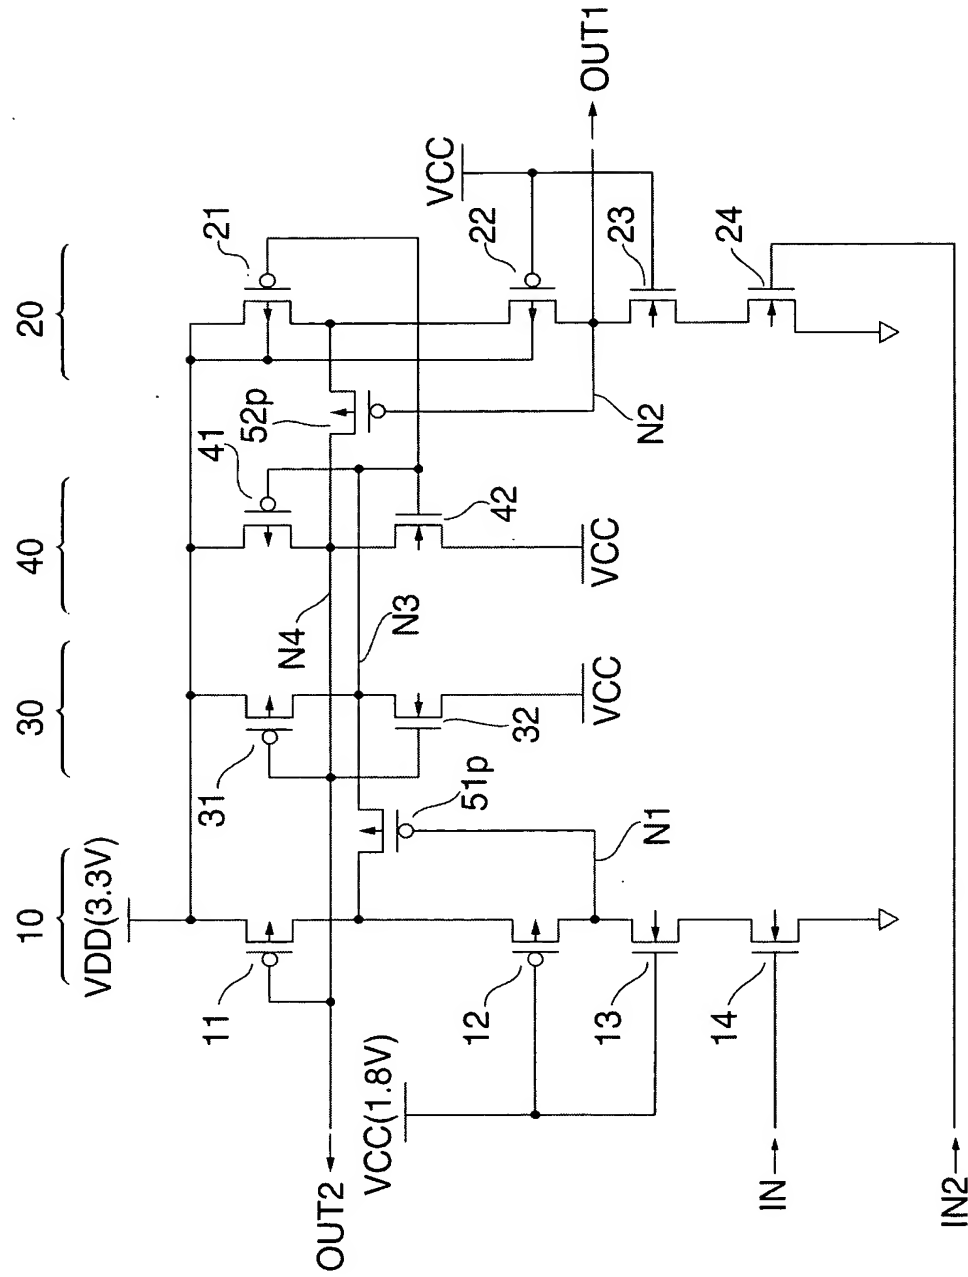 10
30
40
20
VDD(3.3V)
11
31
41
21
52p
VCC
N4
N3
12
51p
32
42
22
OUT1
OUT2
VCC(1.8V)
VCC
VCC
N1
N2
13
23
14
24
IN
IN2